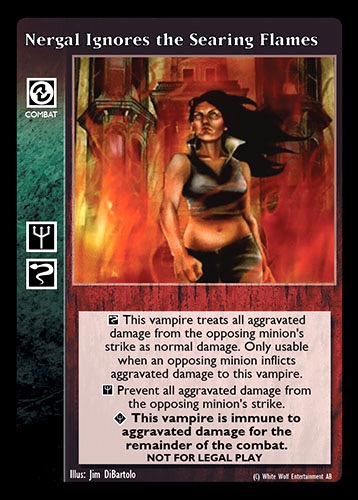 Nergal Ignores the Searing Flames
COMBAT
This vampire treats all aggravated
damage from the opposing minion's
strike as normal damage. Only usable
when an opposing minion inflicts
aggravated damage to this vampire.
Prevent all aggravated damage from
the opposing minion's strike.
This vampire is immune to
aggravated damage for the
remainder of the combat.
NOT FOR LEGAL PLAY
Illus: Jim DiBartolo
(C) White Wolf Entertainment AB